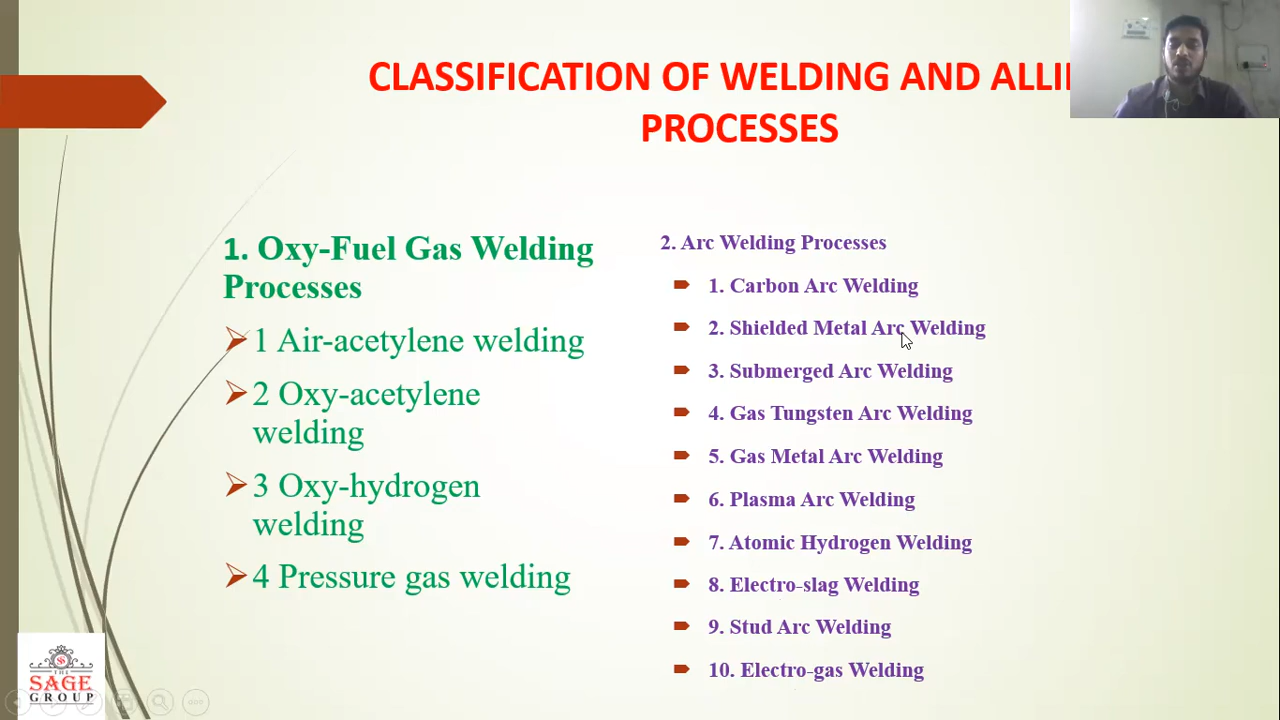 CLASSIFICATION OF WELDING AND
PROCESSES
1. Oxy-Fuel Gas Welding
Processes
1 Air-acetylene welding
2 Oxy-acetylene
welding
3 Oxy-hydrogen
welding
4 Pressure gas welding
2. Arc Welding Processes
1. Carbon Arc Welding
2. Shielded Metal Arc Welding
3. Submerged Arc Welding
4. Gas Tungsten Arc Welding
5. Gas Metal Arc Welding
6. Plasma Arc Welding
7. Atomic Hydrogen Welding
8. Electro-slag Welding
9. Stud Arc Welding
10. Electro-gas Welding
THE
SAGE
GROUP